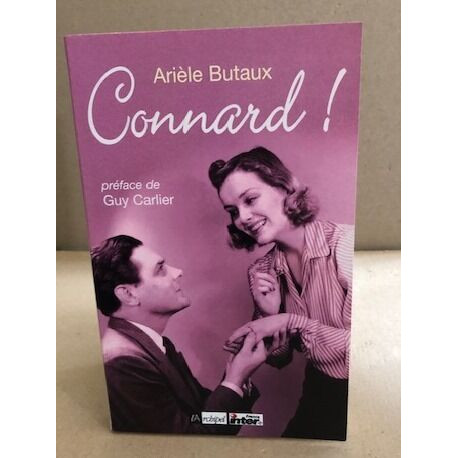 Arièle Butaux
Connard !
préface de
Guy Carlier
l'Archipel france inter